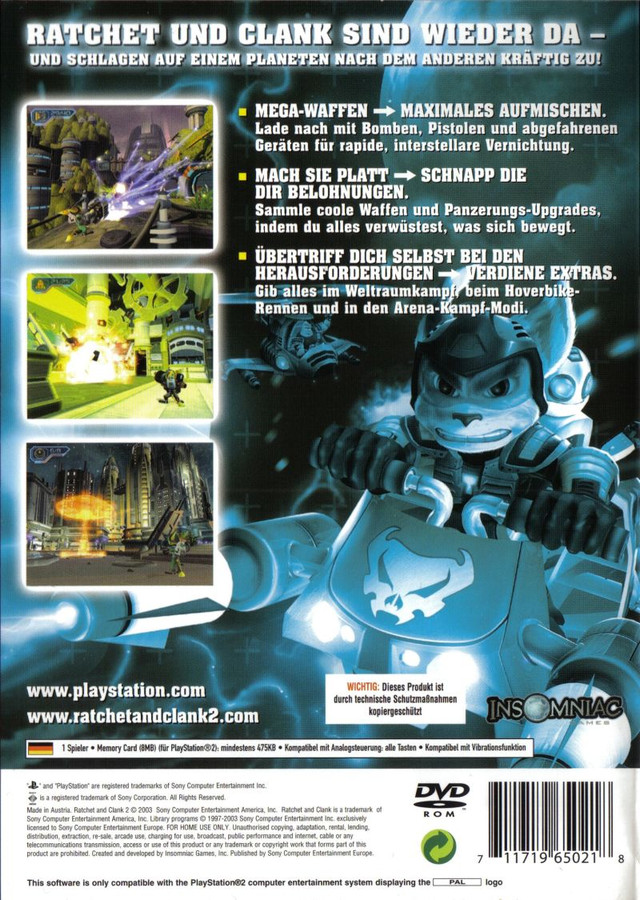 RATCHET UND CLANK SIND WIEDER DA –
UND SCHLAGEN AUF EINEM PLANETEN NACH DEM ANDEREN KRÄFTIG ZU!
MEGA-WAFFEN → MAXIMALES AUFMISCHEN.
Lade nach mit Bomben, Pistolen und abgefahrenen
Geräten für rapide, interstellare Vernichtung.
MACH SIE PLATT → SCHNAPP DIE
DIR BELOHNUNGEN.
Sammle coole Waffen und Panzerungs-Upgrades,
indem du alles verwüstest, was sich bewegt.
ÜBERTRIFF DICH SELBST BEI DEN
HERAUSFORDERUNGEN → VERDIENE EXTRAS.
Gib alles im Weltraumkampf, beim Hoverbike-
Rennen und in den Arena-Kampf-Modi.
www.playstation.com
www.ratchetandclank2.com
WICHTIG: Dieses Produkt ist
durch technische Schutzmaßnahmen
kopiergeschützt
INSOMNIAC
GAMES
1 Spieler • Memory Card (8MB) (für PlayStation®2): mindestens 475KB • Kompatibel mit Analogsteuerung: alle Tasten • Kompatibel mit Vibrationsfunktion
" and "PlayStation" are registered trademarks of Sony Computer Entertainment Inc.
is a registered trademark of Sony Corporation. All Rights Reserved.
Made in Austria. Ratchet and Clank 2 © 2003 Sony Computer Entertainment America, Inc. Ratchet and Clank is a trademark of
Sony Computer Entertainment America, Inc. Library programs © 1997-2003 Sony Computer Entertainment Inc. exclusively
licensed to Sony Computer Entertainment Europe. FOR HOME USE ONLY. Unauthorised copying, adaptation, rental, lending,
distribution, extraction, re-sale, arcade use, charging for use, broadcast, public performance and internet, cable or any
telecommunications transmission, access or use of this product or any trademark or copyright work that forms part of this
product are prohibited. Created and developed by Insomniac Games, Inc. Published by Sony Computer Entertainment Europe.
DVD
ROM
7 11719 65021 8
This software is only compatible with the PlayStation®2 computer entertainment system displaying the PAL logo